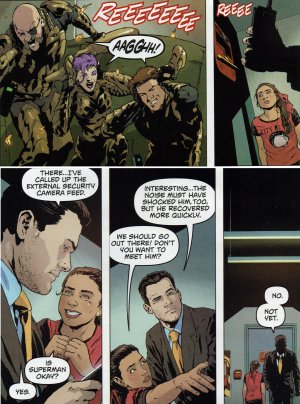 REEEEEEEE
AAGGHH!
REEEE
THERE...I'VE
CALLED UP THE
EXTERNAL SECURITY
CAMERA FEED.
IS
SUPERMAN
OKAY?
YES.
INTERESTING...THE
NOISE MUST HAVE
SHOCKED HIM, TOO,
BUT HE RECOVERED
MORE QUICKLY.
WE SHOULD GO
OUT THERE! DON'T
YOU WANT TO
MEET HIM?
NO.
NOT
YET.